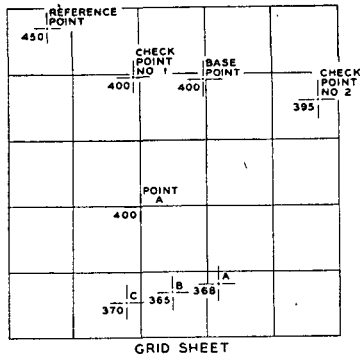 REFERENCE
POINT
450
CHECK
POINT
NO 1
400
BASE
POINT
400
CHECK
POINT
NO 2
395
POINT
A
400
A
368
B
365
C
370
GRID SHEET